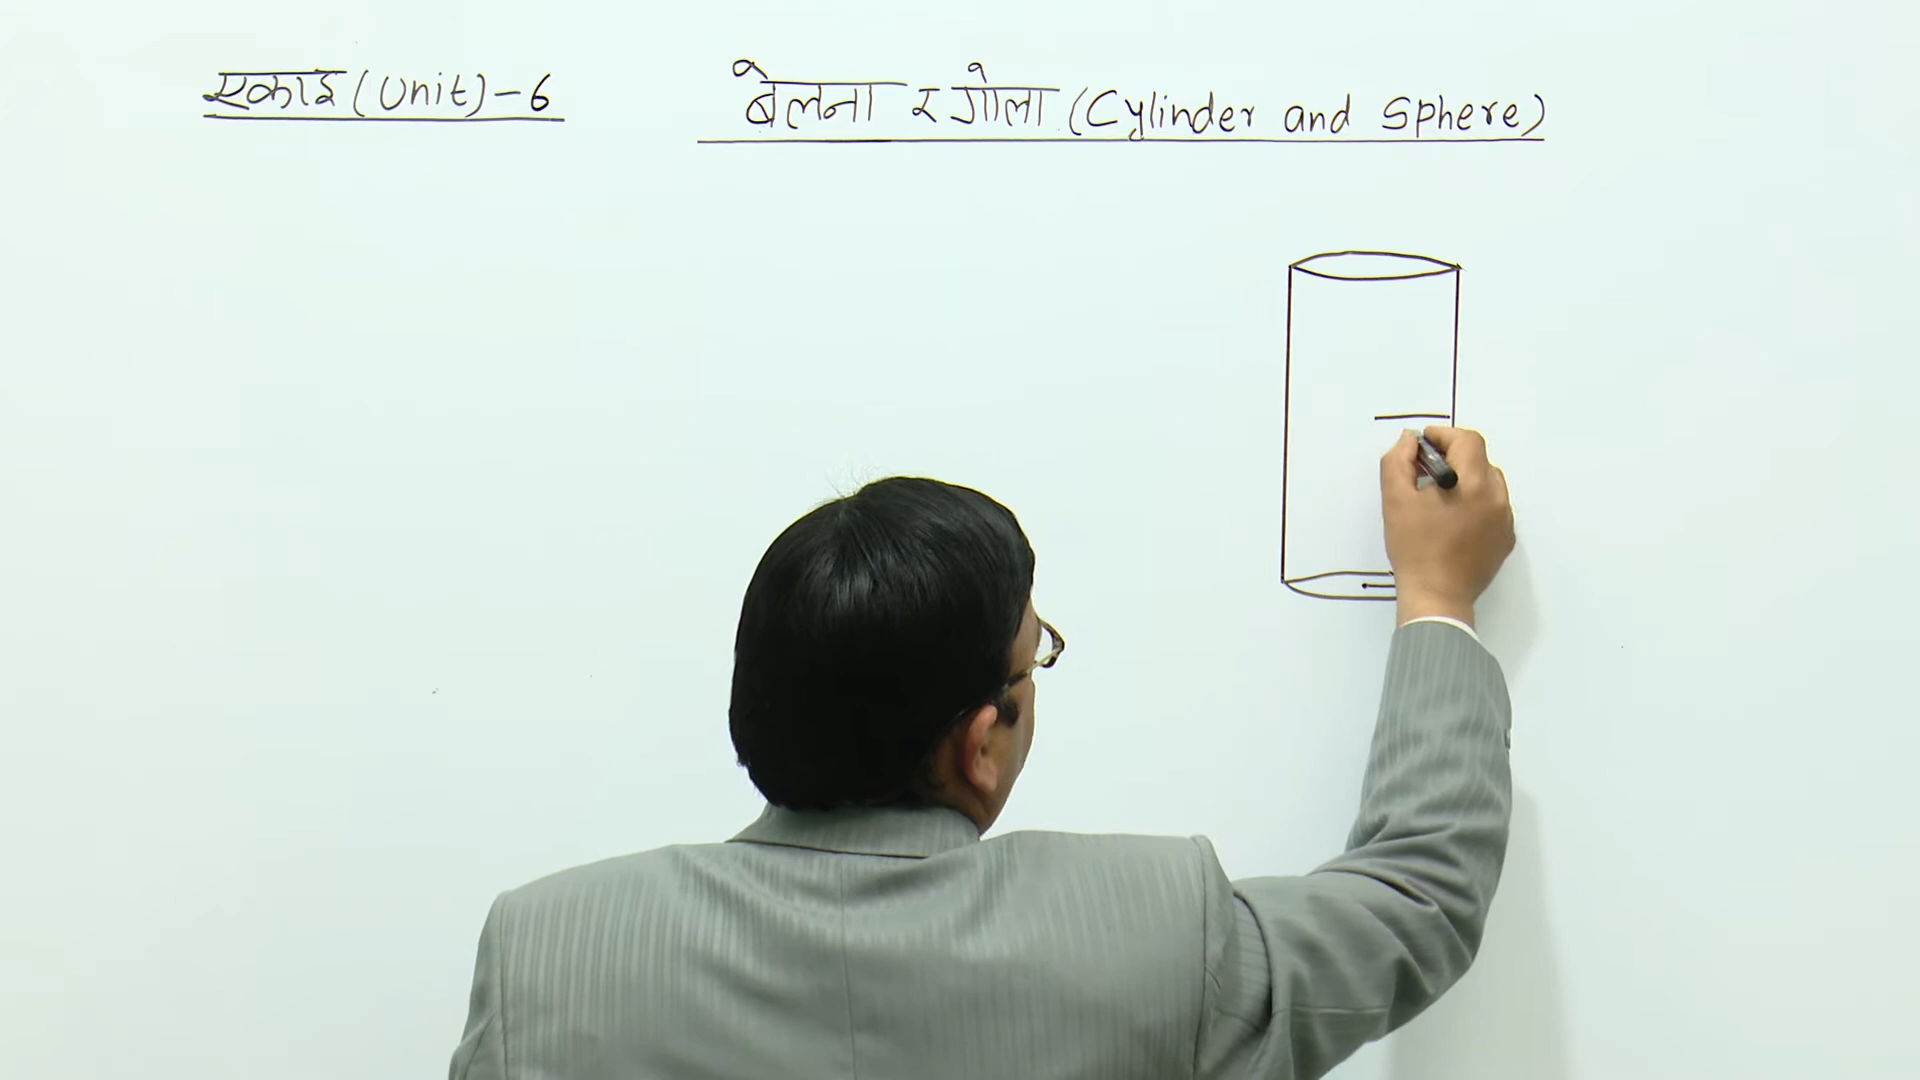 एकाइ (Unit)-6
बेलना र गोला (Cylinder and Sphere)